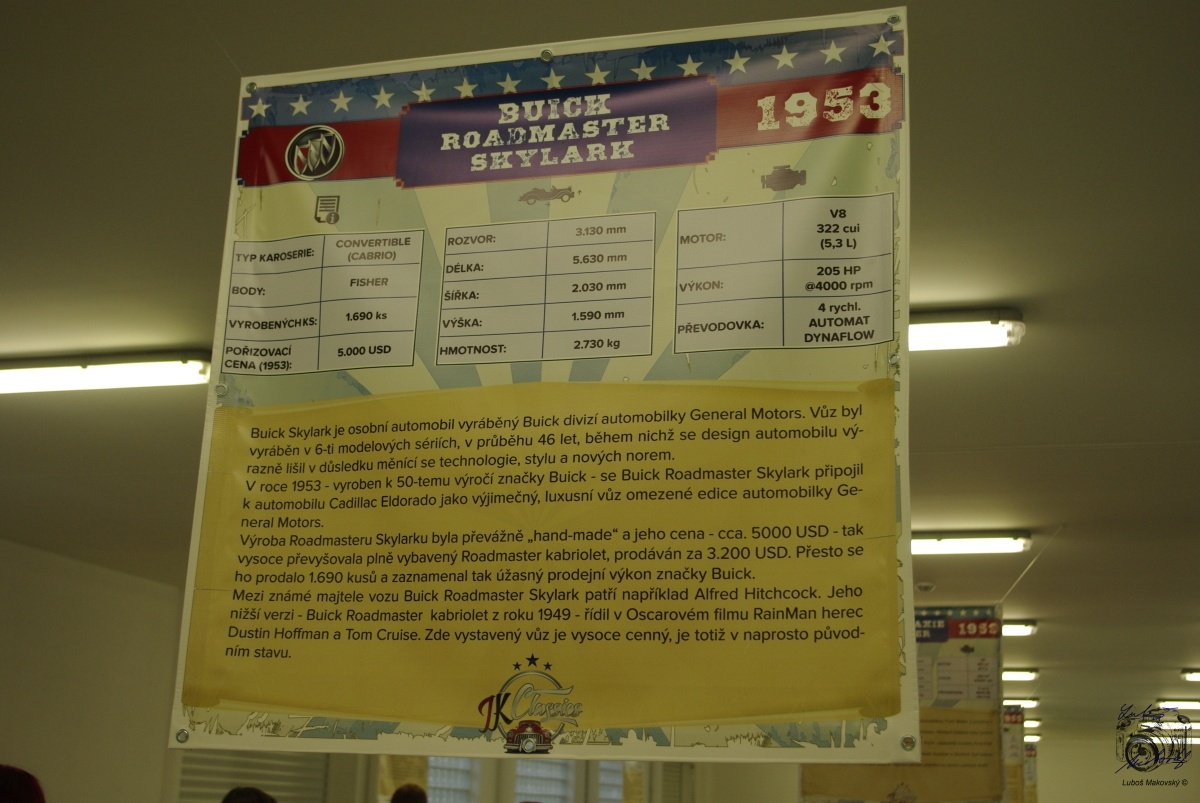 BUICK
ROADMASTER
SKYLARK
1953
TYP KAROSERIE: CONVERTIBLE
(CABRIO)
BODY: FISHER
VYROBENÝCH KS: 1.690 ks
POŘIZOVACÍ
CENA (1953): 5.000 USD
ROZVOR: 3.130 mm
DÉLKA: 5.630 mm
ŠÍŘKA: 2.030 mm
VÝŠKA: 1.590 mm
HMOTNOST: 2.730 kg
MOTOR: V8
322 cui
(5,3 L)
VÝKON: 205 HP
@4000 rpm
PŘEVODOVKA: 4 rychl.
AUTOMAT
DYNAFLOW
Buick Skylark je osobní automobil vyráběný Buick divizí automobilky General Motors. Vůz byl
vyráběn v 6-ti modelových sériích, v průběhu 46 let, během nichž se design automobilu vý-
razně lišil v důsledku měnící se technologie, stylu a nových norem.
V roce 1953 - vyroben k 50-temu výročí značky Buick - se Buick Roadmaster Skylark připojil
k automobilu Cadillac Eldorado jako výjimečný, luxusní vůz omezené edice automobilky Ge-
neral Motors.
Výroba Roadmasteru Skylarku byla převážně „hand-made“ a jeho cena - cca. 5000 USD - tak
vysoce převyšovala plně vybavený Roadmaster kabriolet, prodáván za 3.200 USD. Přesto se
ho prodalo 1.690 kusů a zaznamenal tak úžasný prodejní výkon značky Buick.
Mezi známé majtele vozu Buick Roadmaster Skylark patří například Alfred Hitchcock. Jeho
nižší verzi - Buick Roadmaster kabriolet z roku 1949 - řídil v Oscarovém filmu RainMan herec
Dustin Hoffman a Tom Cruise. Zde vystavený vůz je vysoce cenný, je totiž v naprosto původ-
ním stavu.
JK Classics
1953
Luboš Makovský ©